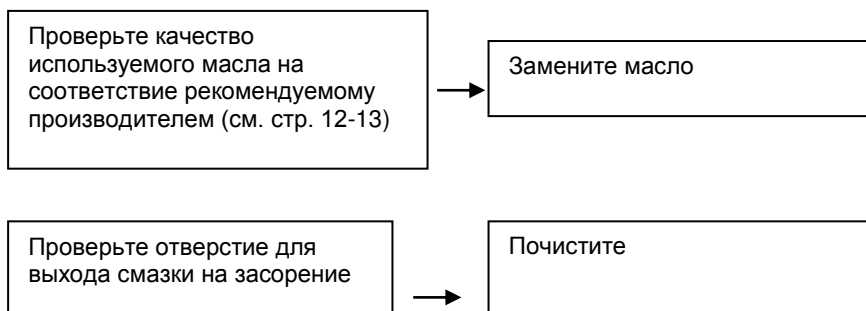 Проверьте качество
используемого масла на
соответствие рекомендуемому
производителем (см. стр. 12-13)
Замените масло
Проверьте отверстие для
выхода смазки на засорение
Почистите